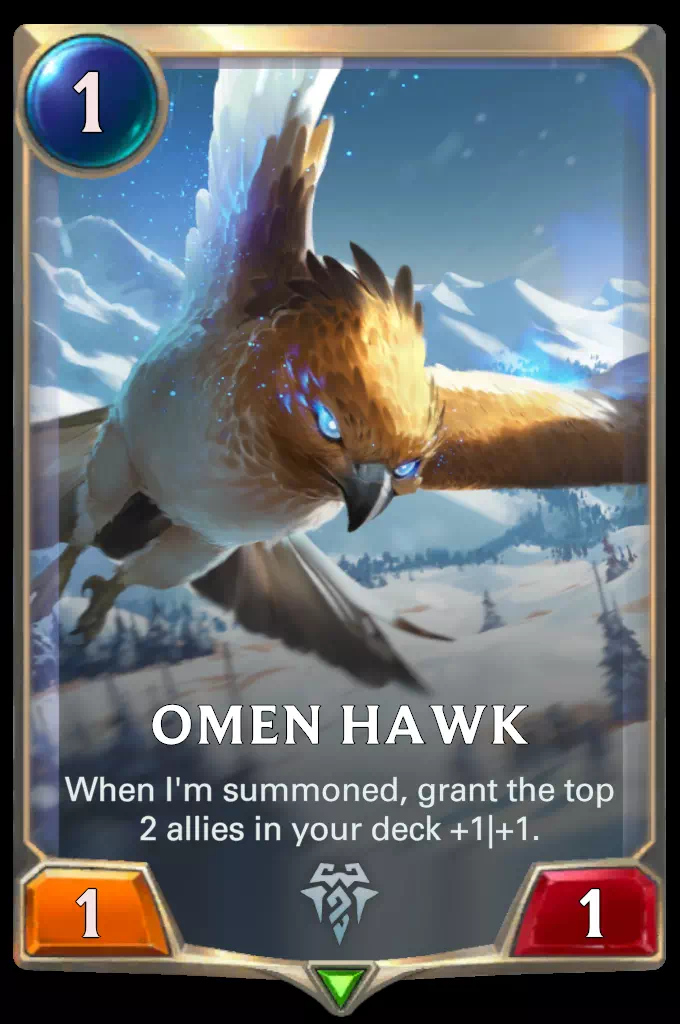 1
OMEN HAWK
When I'm summoned, grant the top
2 allies in your deck +1|+1.
1
1